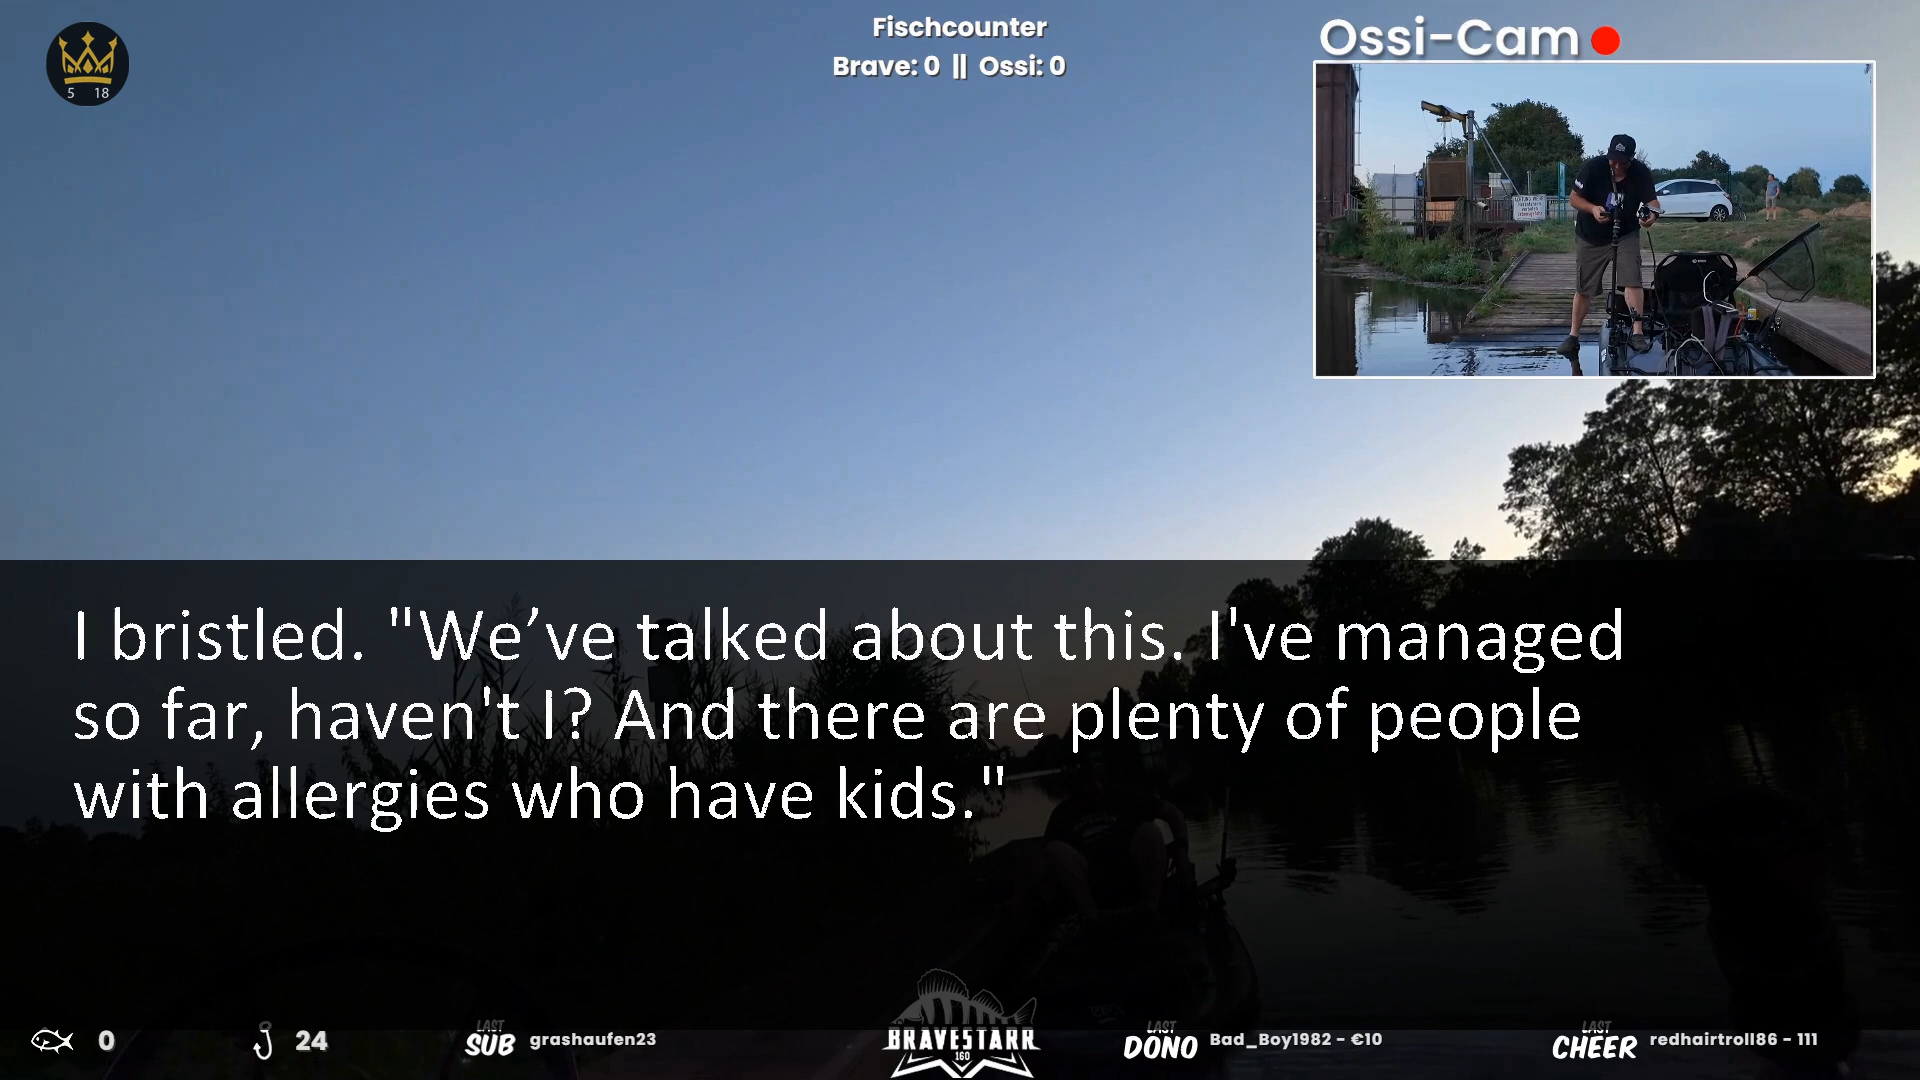 Fischcounter
Brave: 0 || Ossi: 0
Ossi-Cam
5 18
I bristled. "We’ve talked about this. I've managed
so far, haven't I? And there are plenty of people
with allergies who have kids."
0
24
LAST
SUB grashaufen23
BRAVESTARR
160
LAST
DONO Bad_Boy1982 - €10
LAST
CHEER redhairtroll86 - 111